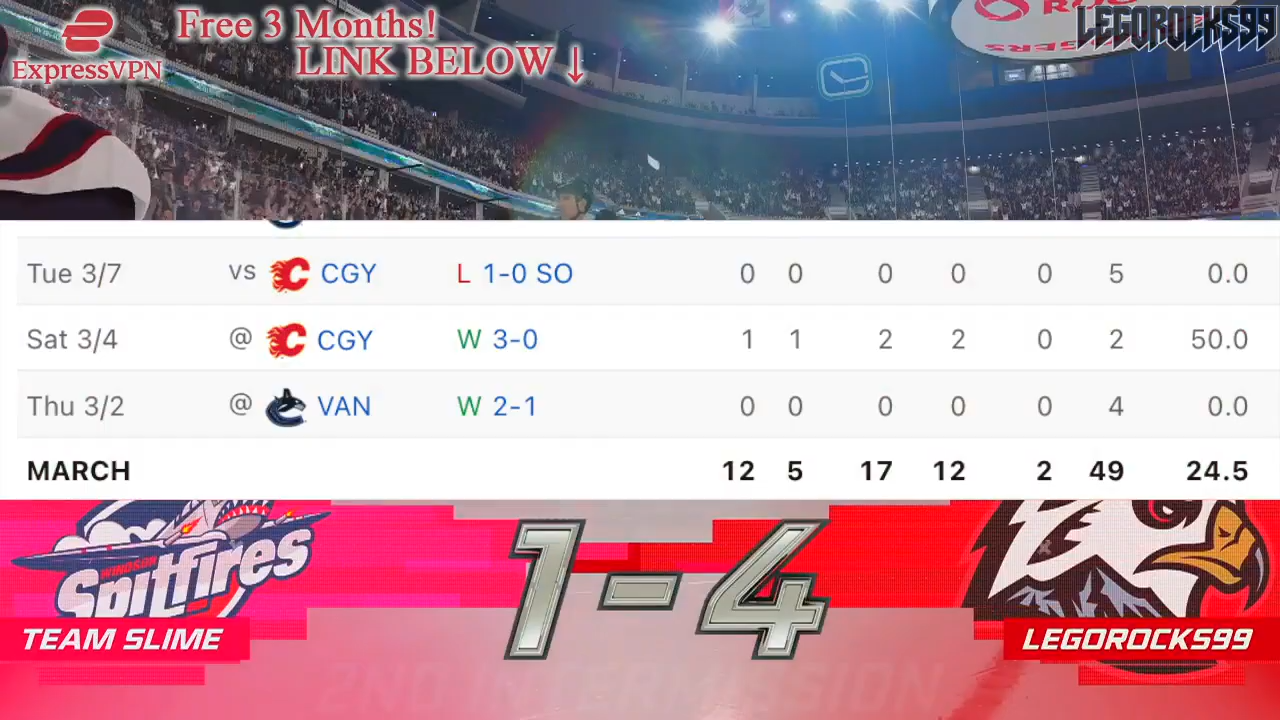 Free 3 Months!
LINK BELOW ↓
ExpressVPN
LEGOROCKS99
Tue 3/7 vs CGY L 1-0 SO 0 0 0 0 0 5 0.0
Sat 3/4 @ CGY W 3-0 1 1 2 2 0 2 50.0
Thu 3/2 @ VAN W 2-1 0 0 0 0 0 4 0.0
MARCH 12 5 17 12 2 49 24.5
WINDSOR
Spitfires
1-4
TEAM SLIME
LEGOROCKS99
2ND INTERMISSION